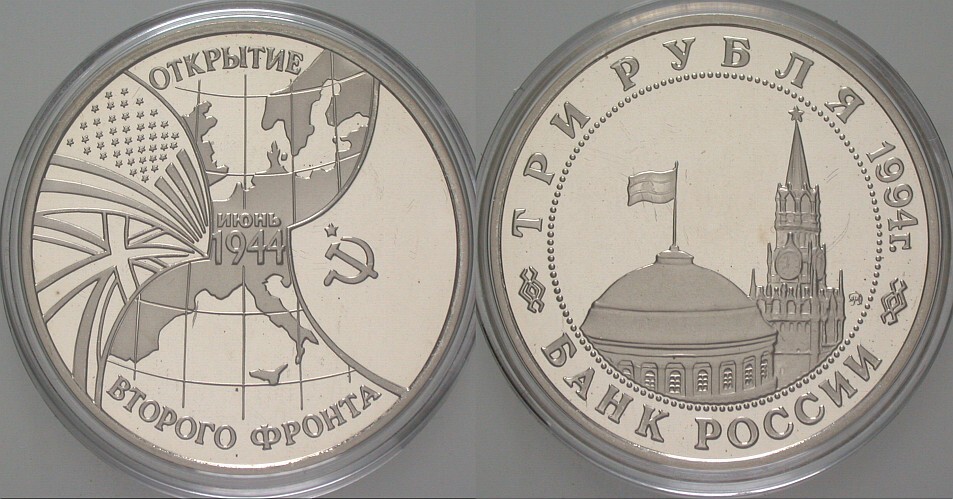 ОТКРЫТИЕ
ИЮНЬ
1944
ВТОРОГО ФРОНТА
ТРИ РУБЛЯ 1994г.
БАНК РОССИИ